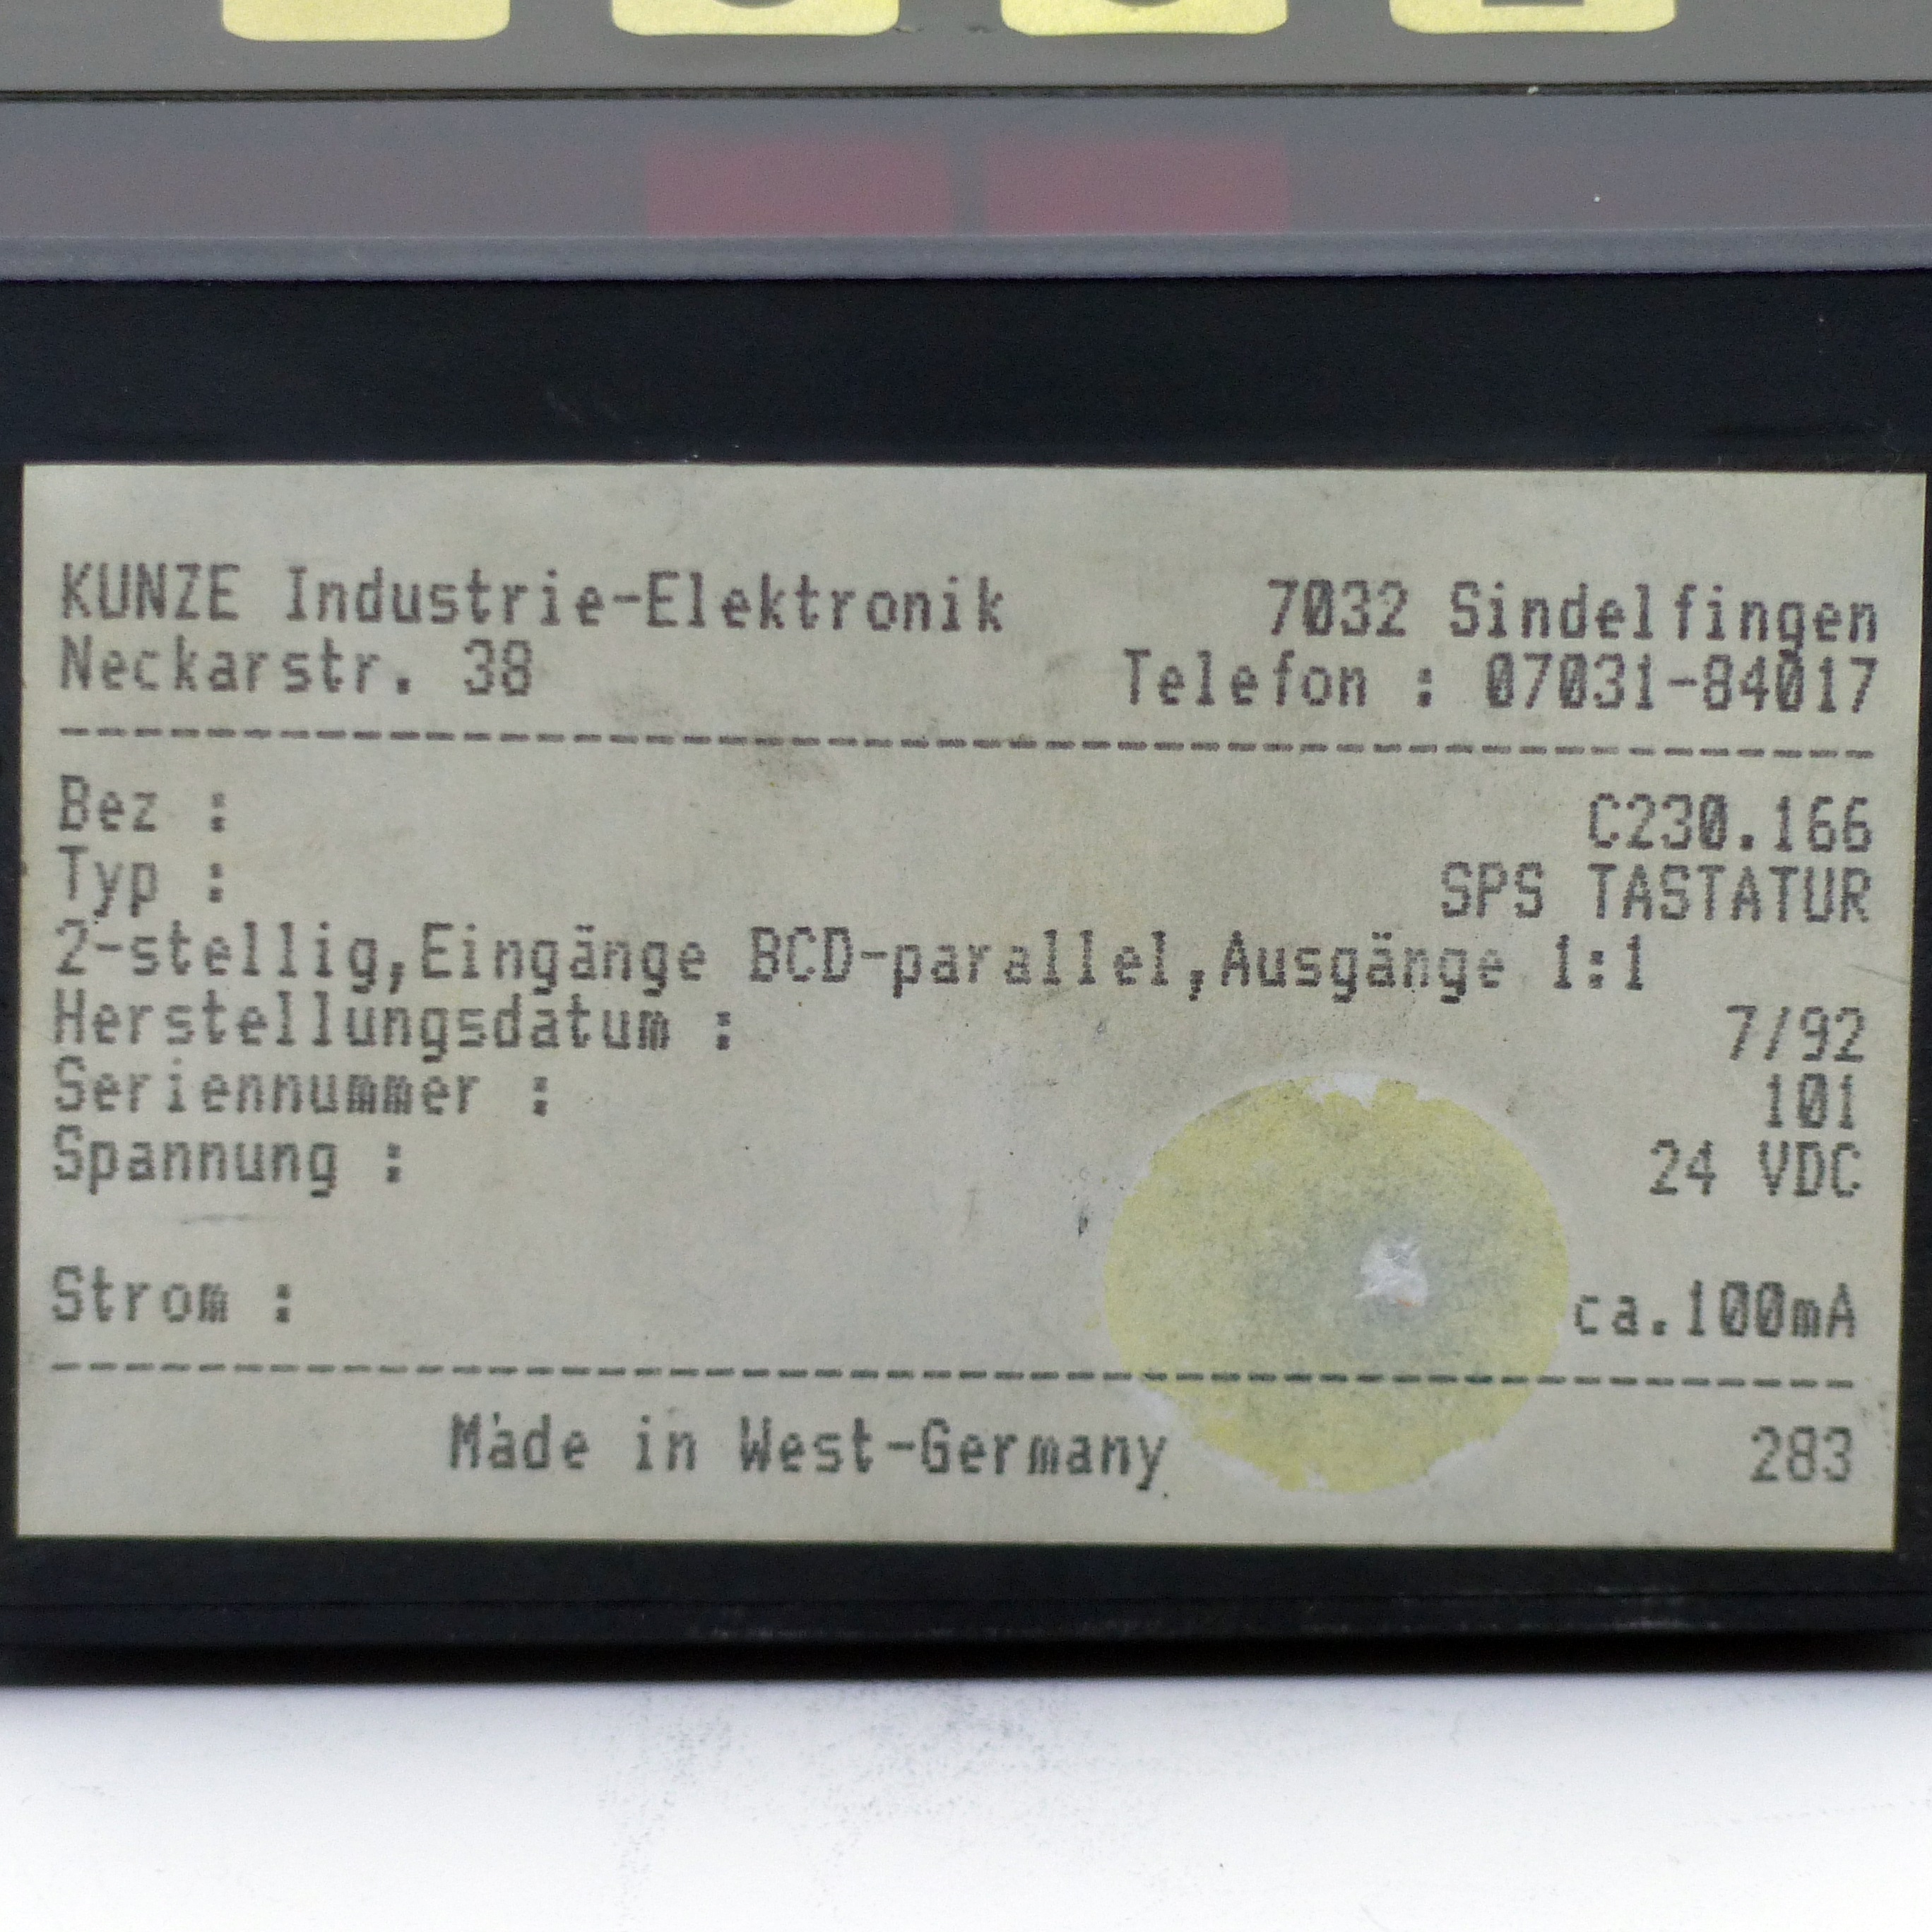 KUNZE Industrie-Elektronik 7032 Sindelfingen
Neckarstr. 38 Telefon : 07031-84017
Bez : C230.166
Typ : SPS TASTATUR
2-stellig,Eingänge BCD-parallel,Ausgänge 1:1
Herstellungsdatum : 7/92
Seriennummer : 101
Spannung : 24 VDC
Strom : ca.100mA
Made in West-Germany 283